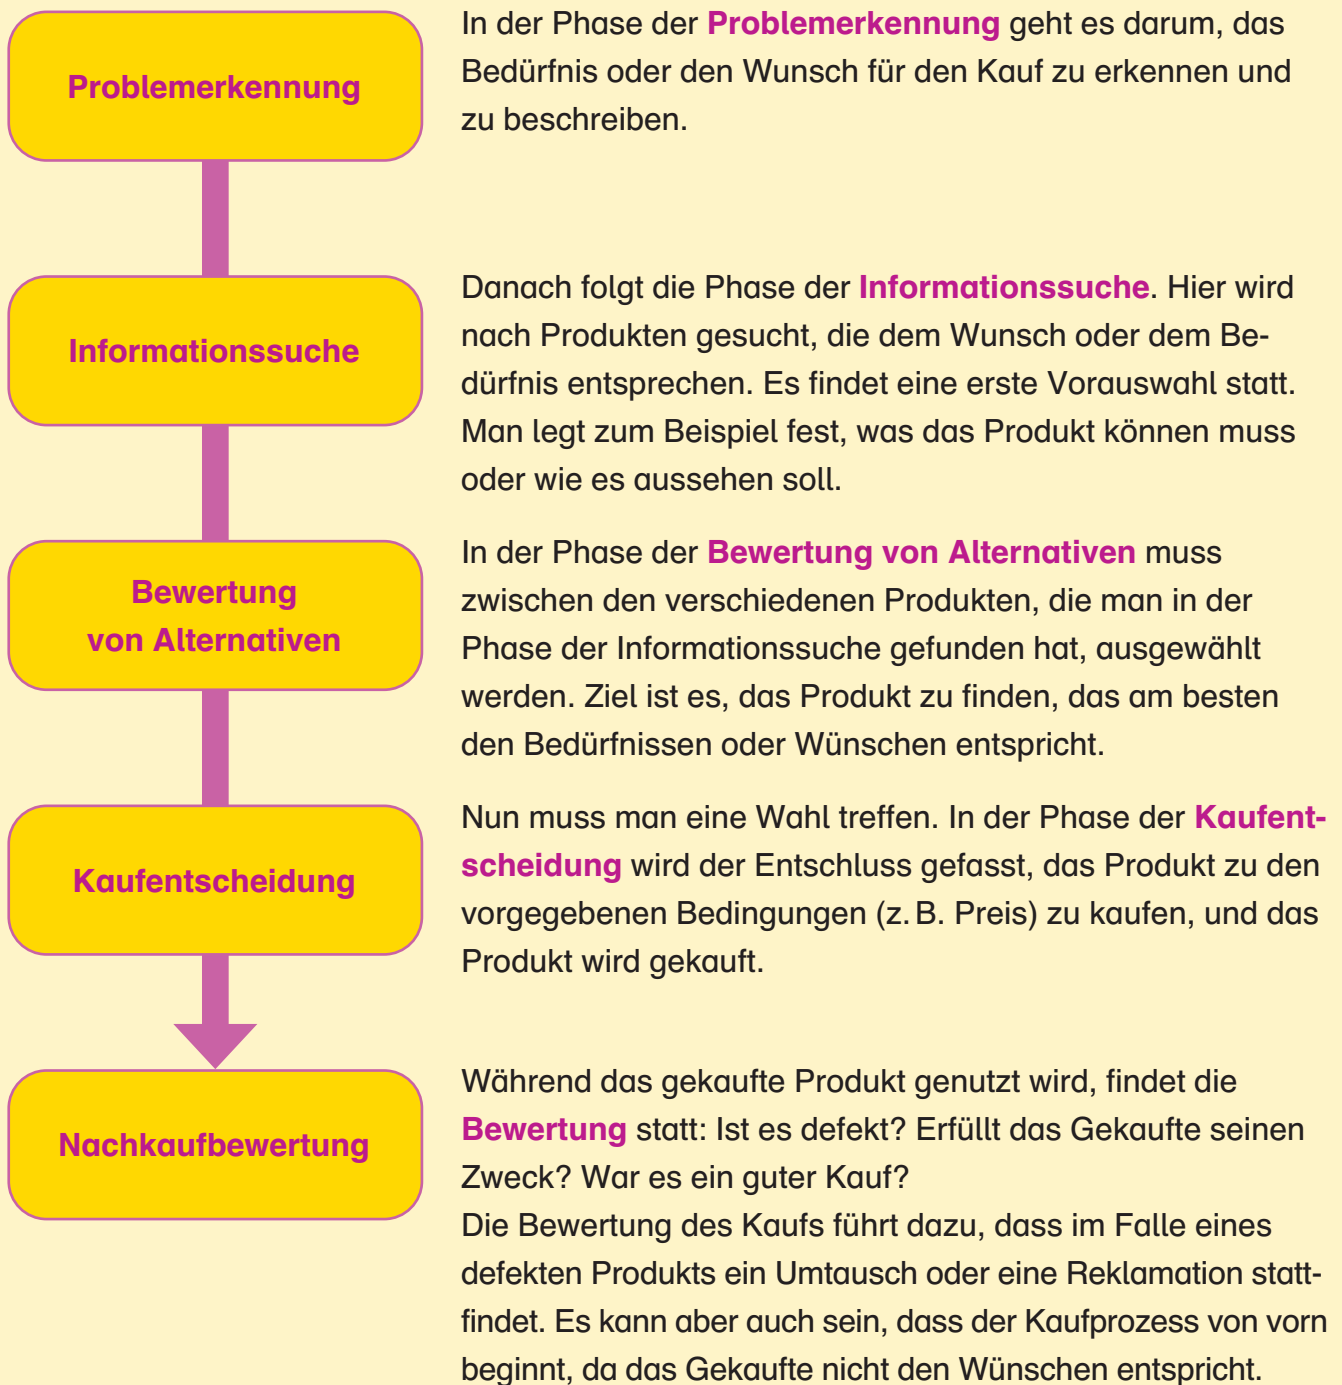 Problemerkennung
In der Phase der Problemerkennung geht es darum, das
Bedürfnis oder den Wunsch für den Kauf zu erkennen und
zu beschreiben.
Informationssuche
Danach folgt die Phase der Informationssuche. Hier wird
nach Produkten gesucht, die dem Wunsch oder dem Be-
dürfnis entsprechen. Es findet eine erste Vorauswahl statt.
Man legt zum Beispiel fest, was das Produkt können muss
oder wie es aussehen soll.
Bewertung
von Alternativen
In der Phase der Bewertung von Alternativen muss
zwischen den verschiedenen Produkten, die man in der
Phase der Informationssuche gefunden hat, ausgewählt
werden. Ziel ist es, das Produkt zu finden, das am besten
den Bedürfnissen oder Wünschen entspricht.
Kaufentscheidung
Nun muss man eine Wahl treffen. In der Phase der Kaufent-
scheidung wird der Entschluss gefasst, das Produkt zu den
vorgegebenen Bedingungen (z. B. Preis) zu kaufen, und das
Produkt wird gekauft.
Nachkaufbewertung
Während das gekaufte Produkt genutzt wird, findet die
Bewertung statt: Ist es defekt? Erfüllt das Gekaufte seinen
Zweck? War es ein guter Kauf?
Die Bewertung des Kaufs führt dazu, dass im Falle eines
defekten Produkts ein Umtausch oder eine Reklamation statt-
findet. Es kann aber auch sein, dass der Kaufprozess von vorn
beginnt, da das Gekaufte nicht den Wünschen entspricht.